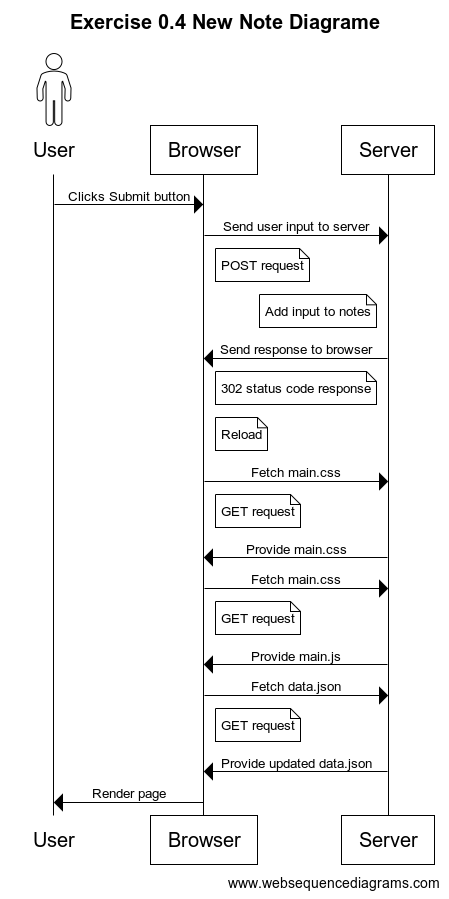 Exercise 0.4 New Note Diagrame
User
Browser
Server
Clicks Submit button
Send user input to server
POST request
Add input to notes
Send response to browser
302 status code response
Reload
Fetch main.css
GET request
Provide main.css
Fetch main.css
GET request
Provide main.js
Fetch data.json
GET request
Provide updated data.json
Render page
User
Browser
Server
www.websequencediagrams.com